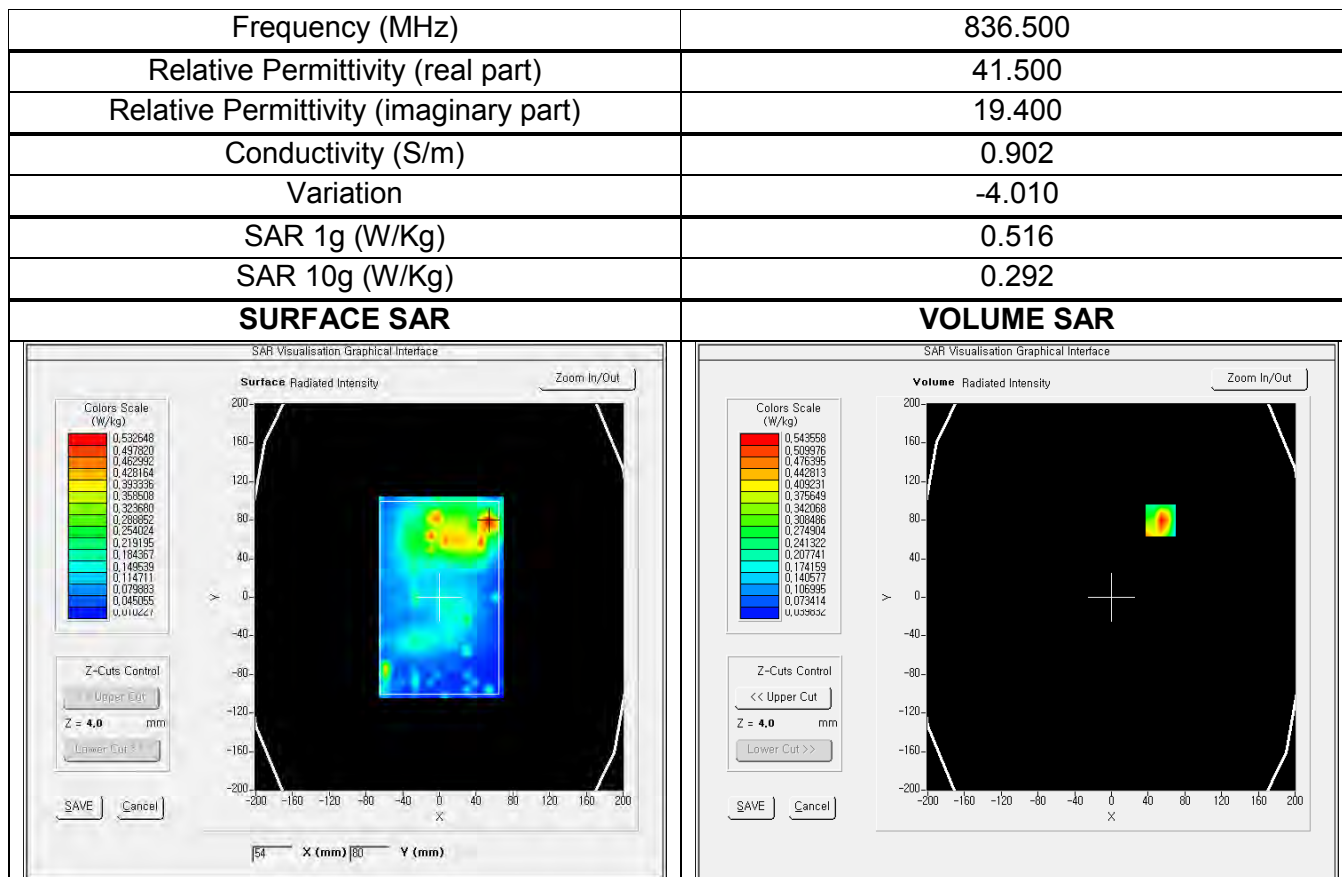 Frequency (MHz) 836.500
Relative Permittivity (real part) 41.500
Relative Permittivity (imaginary part) 19.400
Conductivity (S/m) 0.902
Variation -4.010
SAR 1g (W/Kg) 0.516
SAR 10g (W/Kg) 0.292
SURFACE SAR VOLUME SAR
SAR Visualisation Graphical Interface
Surface Radiated Intensity
Zoom In/Out
Colors Scale
(W/kg)
0.532648
0.497820
0.462992
0.428164
0.393336
0.358508
0.323680
0.288852
0.254024
0.219195
0.184367
0.149539
0.114711
0.079883
0.045055
0.010227
Z-Cuts Control
<< Upper Cut
Z = 4.0 mm
Lower Cut >>
SAVE Cancel
200
160
120
80
40
0
-40
-80
-120
-160
-200
Y
-200 -160 -120 -80 -40 0 40 80 120 160 200
X
54 X (mm) 80 Y (mm)
SAR Visualisation Graphical Interface
Volume Radiated Intensity
Zoom In/Out
Colors Scale
(W/kg)
0.543558
0.509976
0.476395
0.442813
0.409231
0.375649
0.342068
0.308486
0.274904
0.241322
0.207741
0.174159
0.140577
0.106995
0.073414
0.039832
Z-Cuts Control
<< Upper Cut
Z = 4.0 mm
Lower Cut >>
SAVE Cancel
200
160
120
80
40
0
-40
-80
-120
-160
-200
Y
-200 -160 -120 -80 -40 0 40 80 120 160 200
X